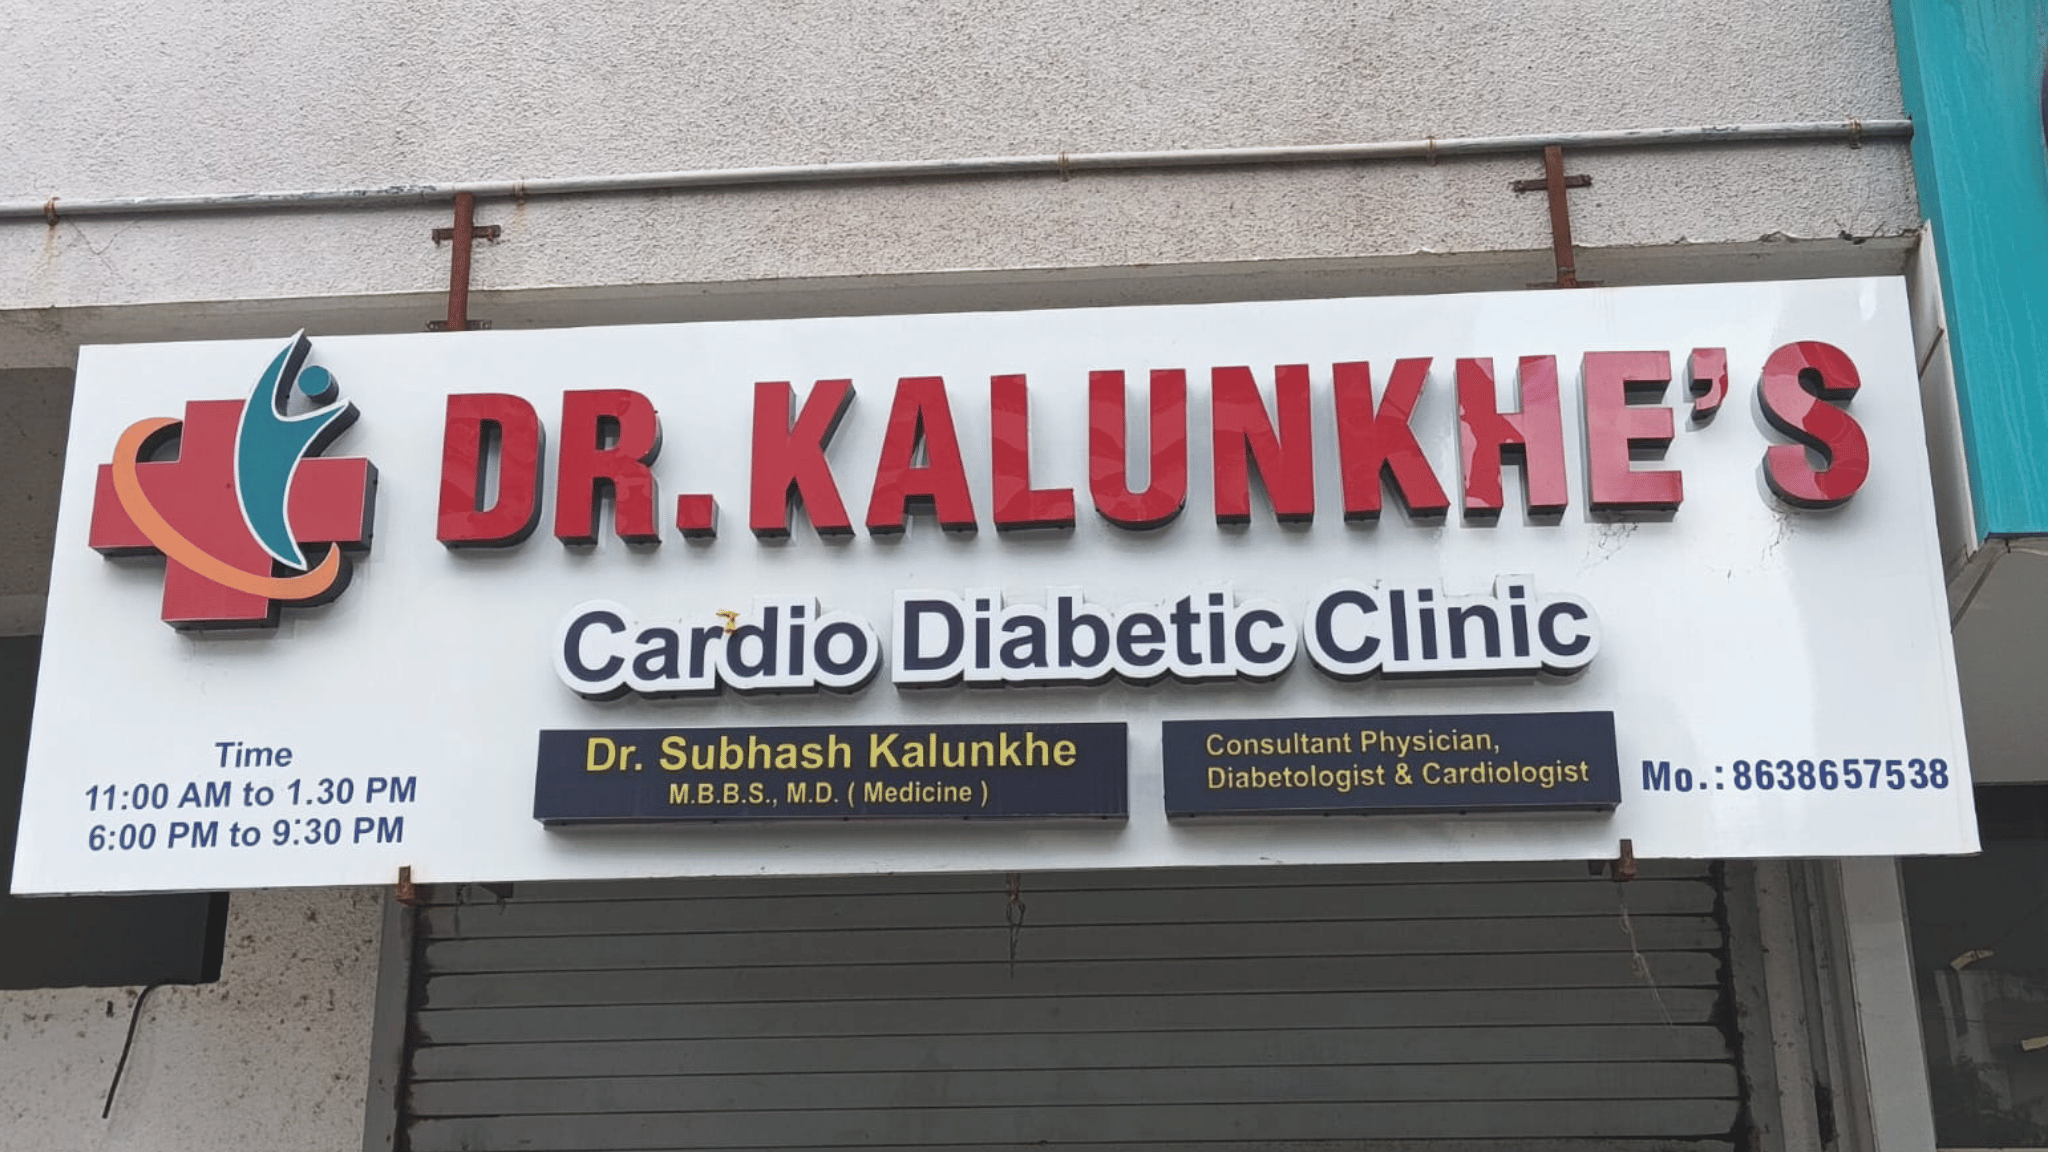 DR. KALUNKHE'S
Cardio Diabetic Clinic
Dr. Subhash Kalunkhe
M.B.B.S., M.D. ( Medicine )
Consultant Physician,
Diabetologist & Cardiologist
Time
11:00 AM to 1.30 PM
6:00 PM to 9:30 PM
Mo.: 8638657538